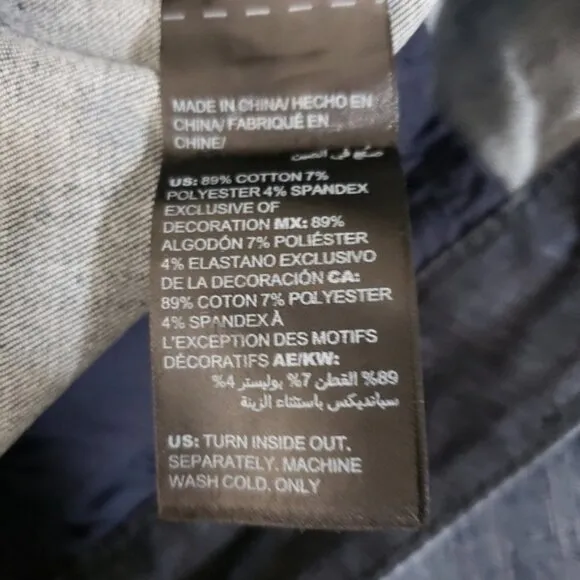 MADE IN CHINA/ HECHO EN
CHINA/ FABRIQUÉ EN
CHINE/
صنع في الصين
US: 89% COTTON 7%
POLYESTER 4% SPANDEX
EXCLUSIVE OF
DECORATION MX: 89%
ALGODÓN 7% POLIÉSTER
4% ELASTANO EXCLUSIVO
DE LA DECORACIÓN CA:
89% COTON 7% POLYESTER
4% SPANDEX À
L'EXCEPTION DES MOTIFS
DÉCORATIFS AE/KW:
89% القطن 7% بوليستر 4%
سبانديكس باستثناء الزينة
US: TURN INSIDE OUT.
SEPARATELY. MACHINE
WASH COLD. ONLY